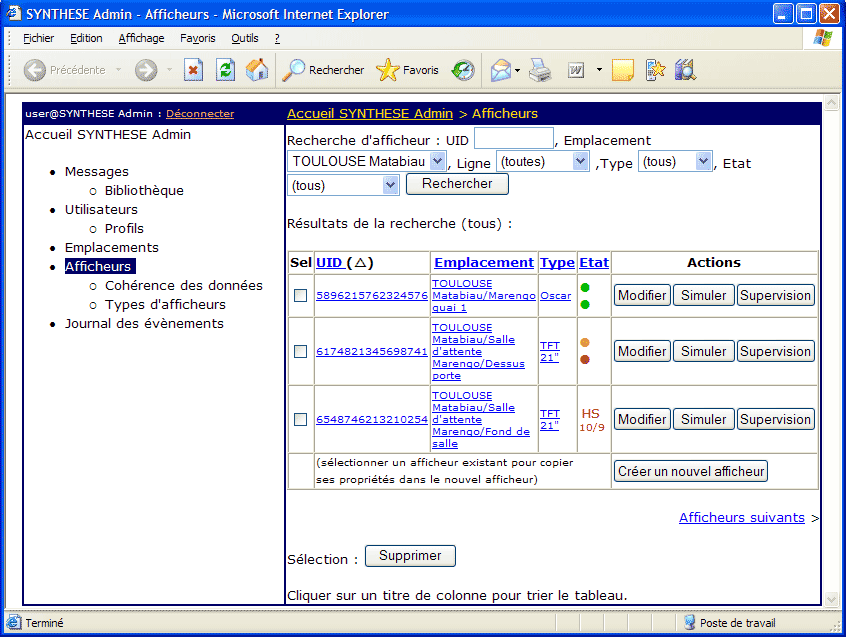 SYNTHESE Admin - Afficheurs - Microsoft Internet Explorer
Fichier Edition Affichage Favoris Outils ?
Précédente Rechercher Favoris
user@SYNTHESE Admin : Déconnecter
Accueil SYNTHESE Admin > Afficheurs
Accueil SYNTHESE Admin
Messages
Bibliothèque
Utilisateurs
Profils
Emplacements
Afficheurs
Cohérence des données
Types d'afficheurs
Journal des évènements
Recherche d'afficheur : UID , Emplacement
TOULOUSE Matabiau , Ligne (toutes) ,Type (tous) , Etat
(tous) Rechercher
Résultats de la recherche (tous) :
Sel UID (△) Emplacement Type Etat Actions
5896215762324576
TOULOUSE
Matabiau/Marengo
quai 1
Oscar
Modifier Simuler Supervision
6174821345698741
TOULOUSE
Matabiau/Salle
d'attente
Marengo/Dessus
porte
TFT
21"
Modifier Simuler Supervision
6548746213210254
TOULOUSE
Matabiau/Salle
d'attente
Marengo/Fond de
salle
TFT
21"
HS
10/9
Modifier Simuler Supervision
(sélectionner un afficheur existant pour copier
ses propriétés dans le nouvel afficheur)
Créer un nouvel afficheur
Afficheurs suivants >
Sélection : Supprimer
Cliquer sur un titre de colonne pour trier le tableau.
Terminé Poste de travail